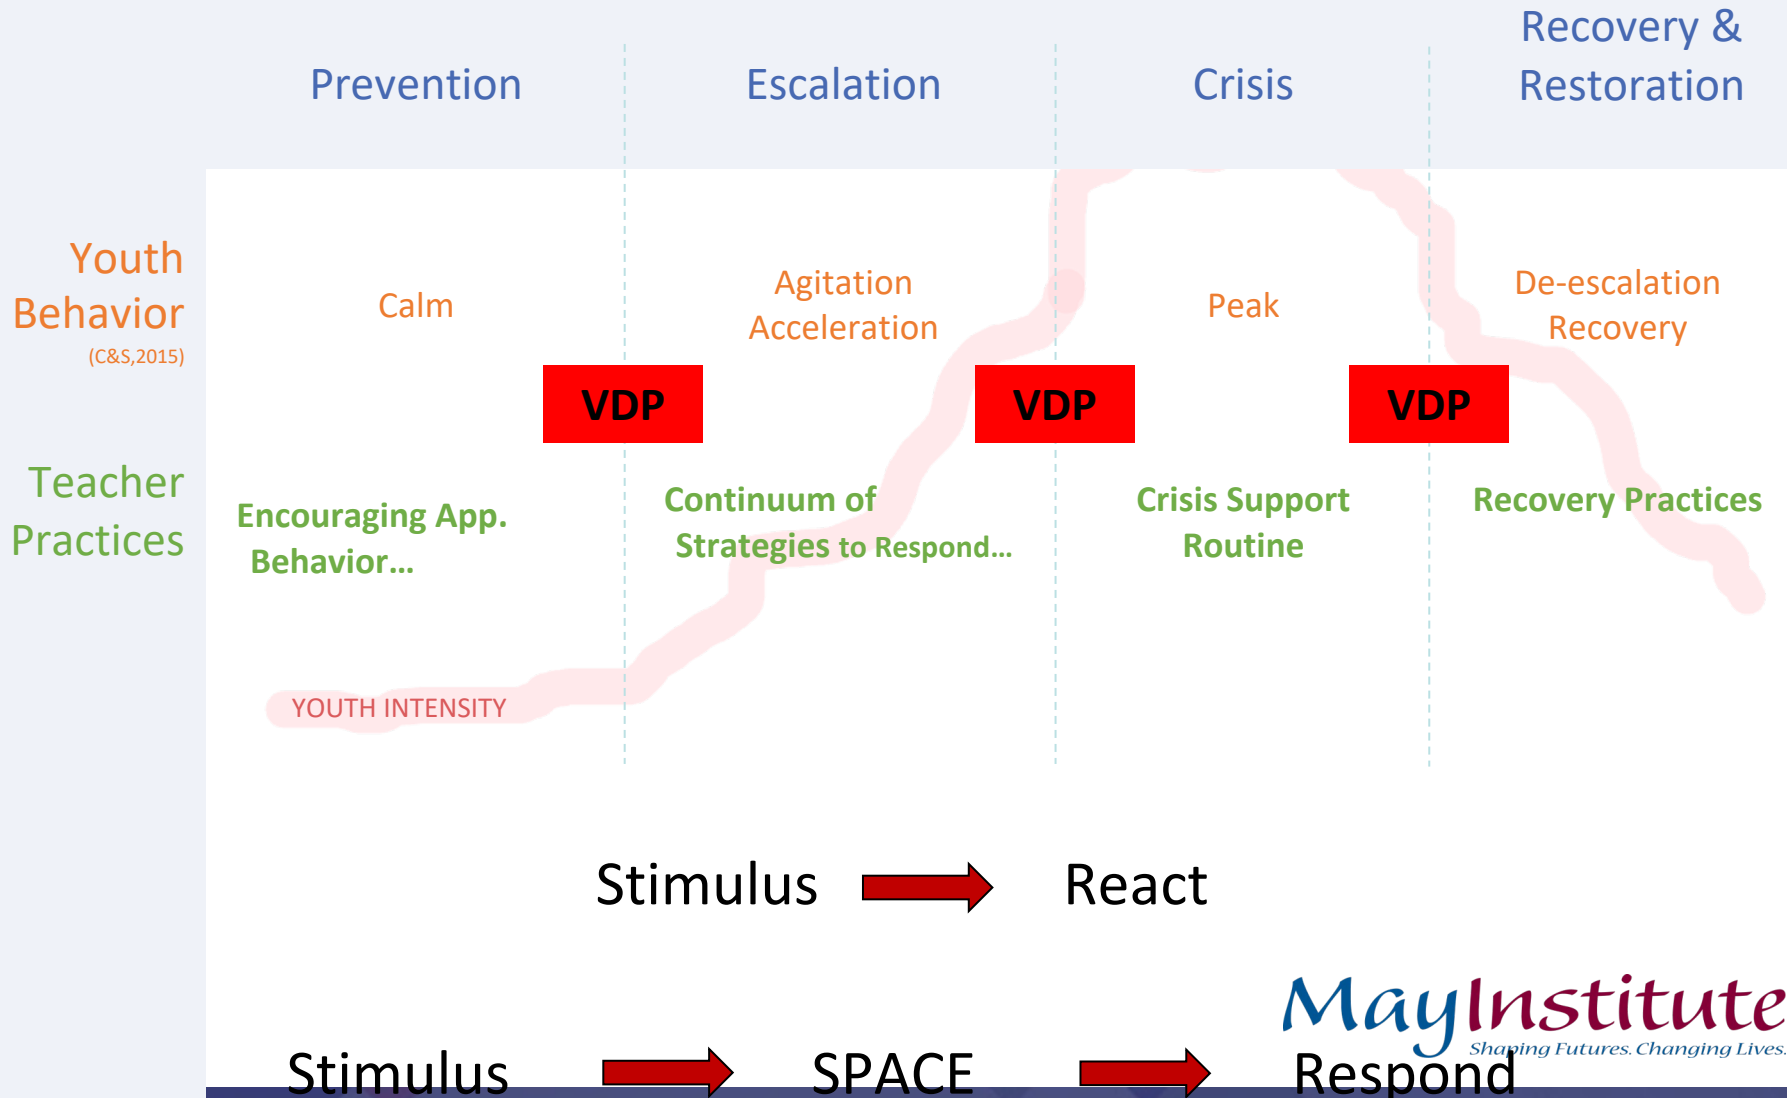 Prevention
Escalation
Crisis
Recovery &
Restoration
Youth
Behavior
(C&S,2015)
Calm
Agitation
Acceleration
Peak
De-escalation
Recovery
VDP
VDP
VDP
Teacher
Practices
Encouraging App.
Behavior...
Continuum of
Strategies to Respond...
Crisis Support
Routine
Recovery Practices
YOUTH INTENSITY
Stimulus
React
May Institute
Shaping Futures. Changing Lives.
Stimulus
SPACE
Respond